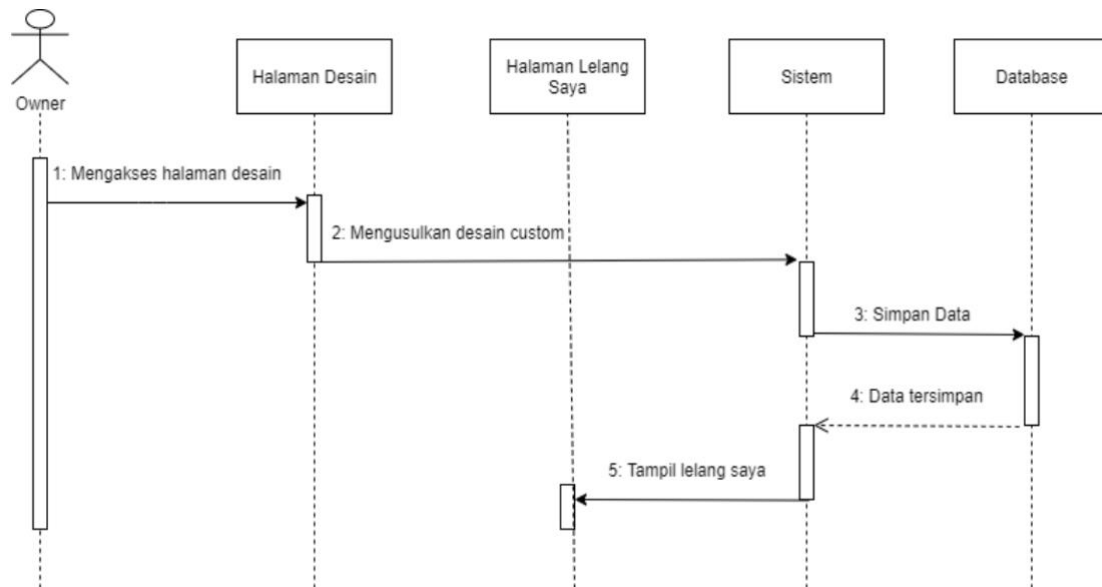 Owner
Halaman Desain
Halaman Lelang
Saya
Sistem
Database
1: Mengakses halaman desain
2: Mengusulkan desain custom
3: Simpan Data
4: Data tersimpan
5: Tampil lelang saya